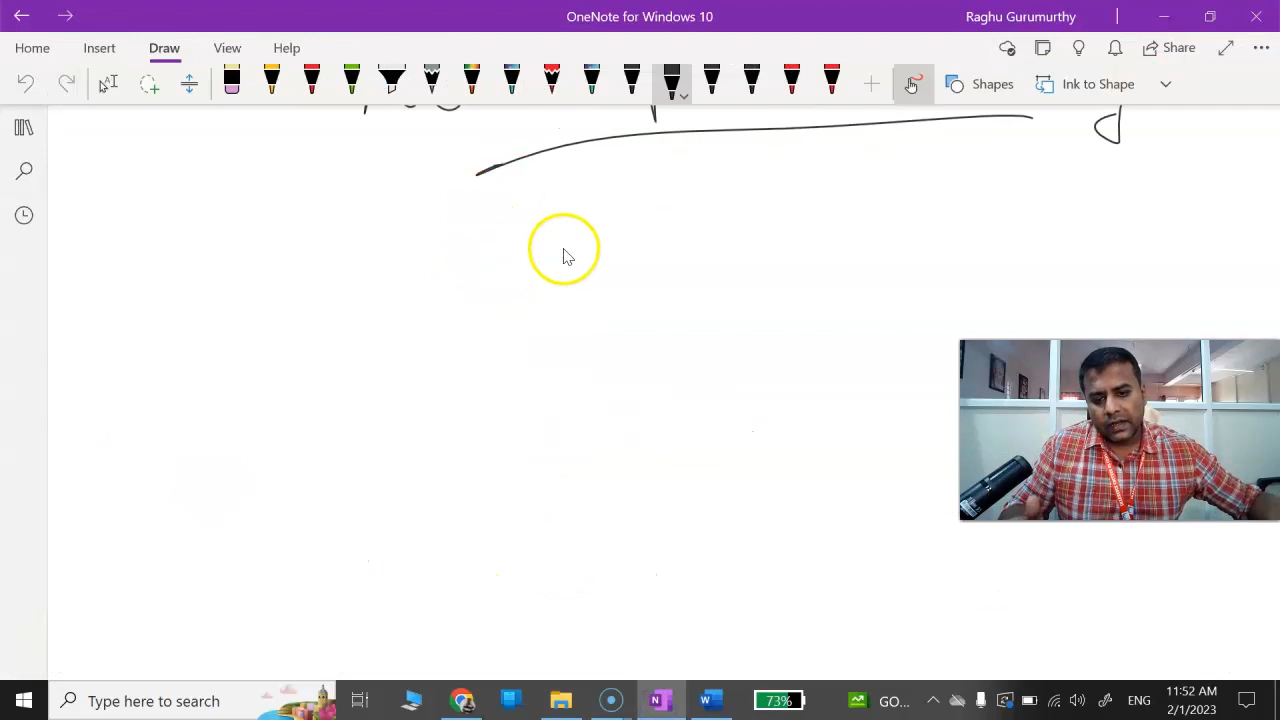 OneNote for Windows 10
Raghu Gurumurthy
Home Insert Draw View Help
Share
Shapes
Ink to Shape
Type here to search
73%
GO...
ENG
11:52 AM
2/1/2023